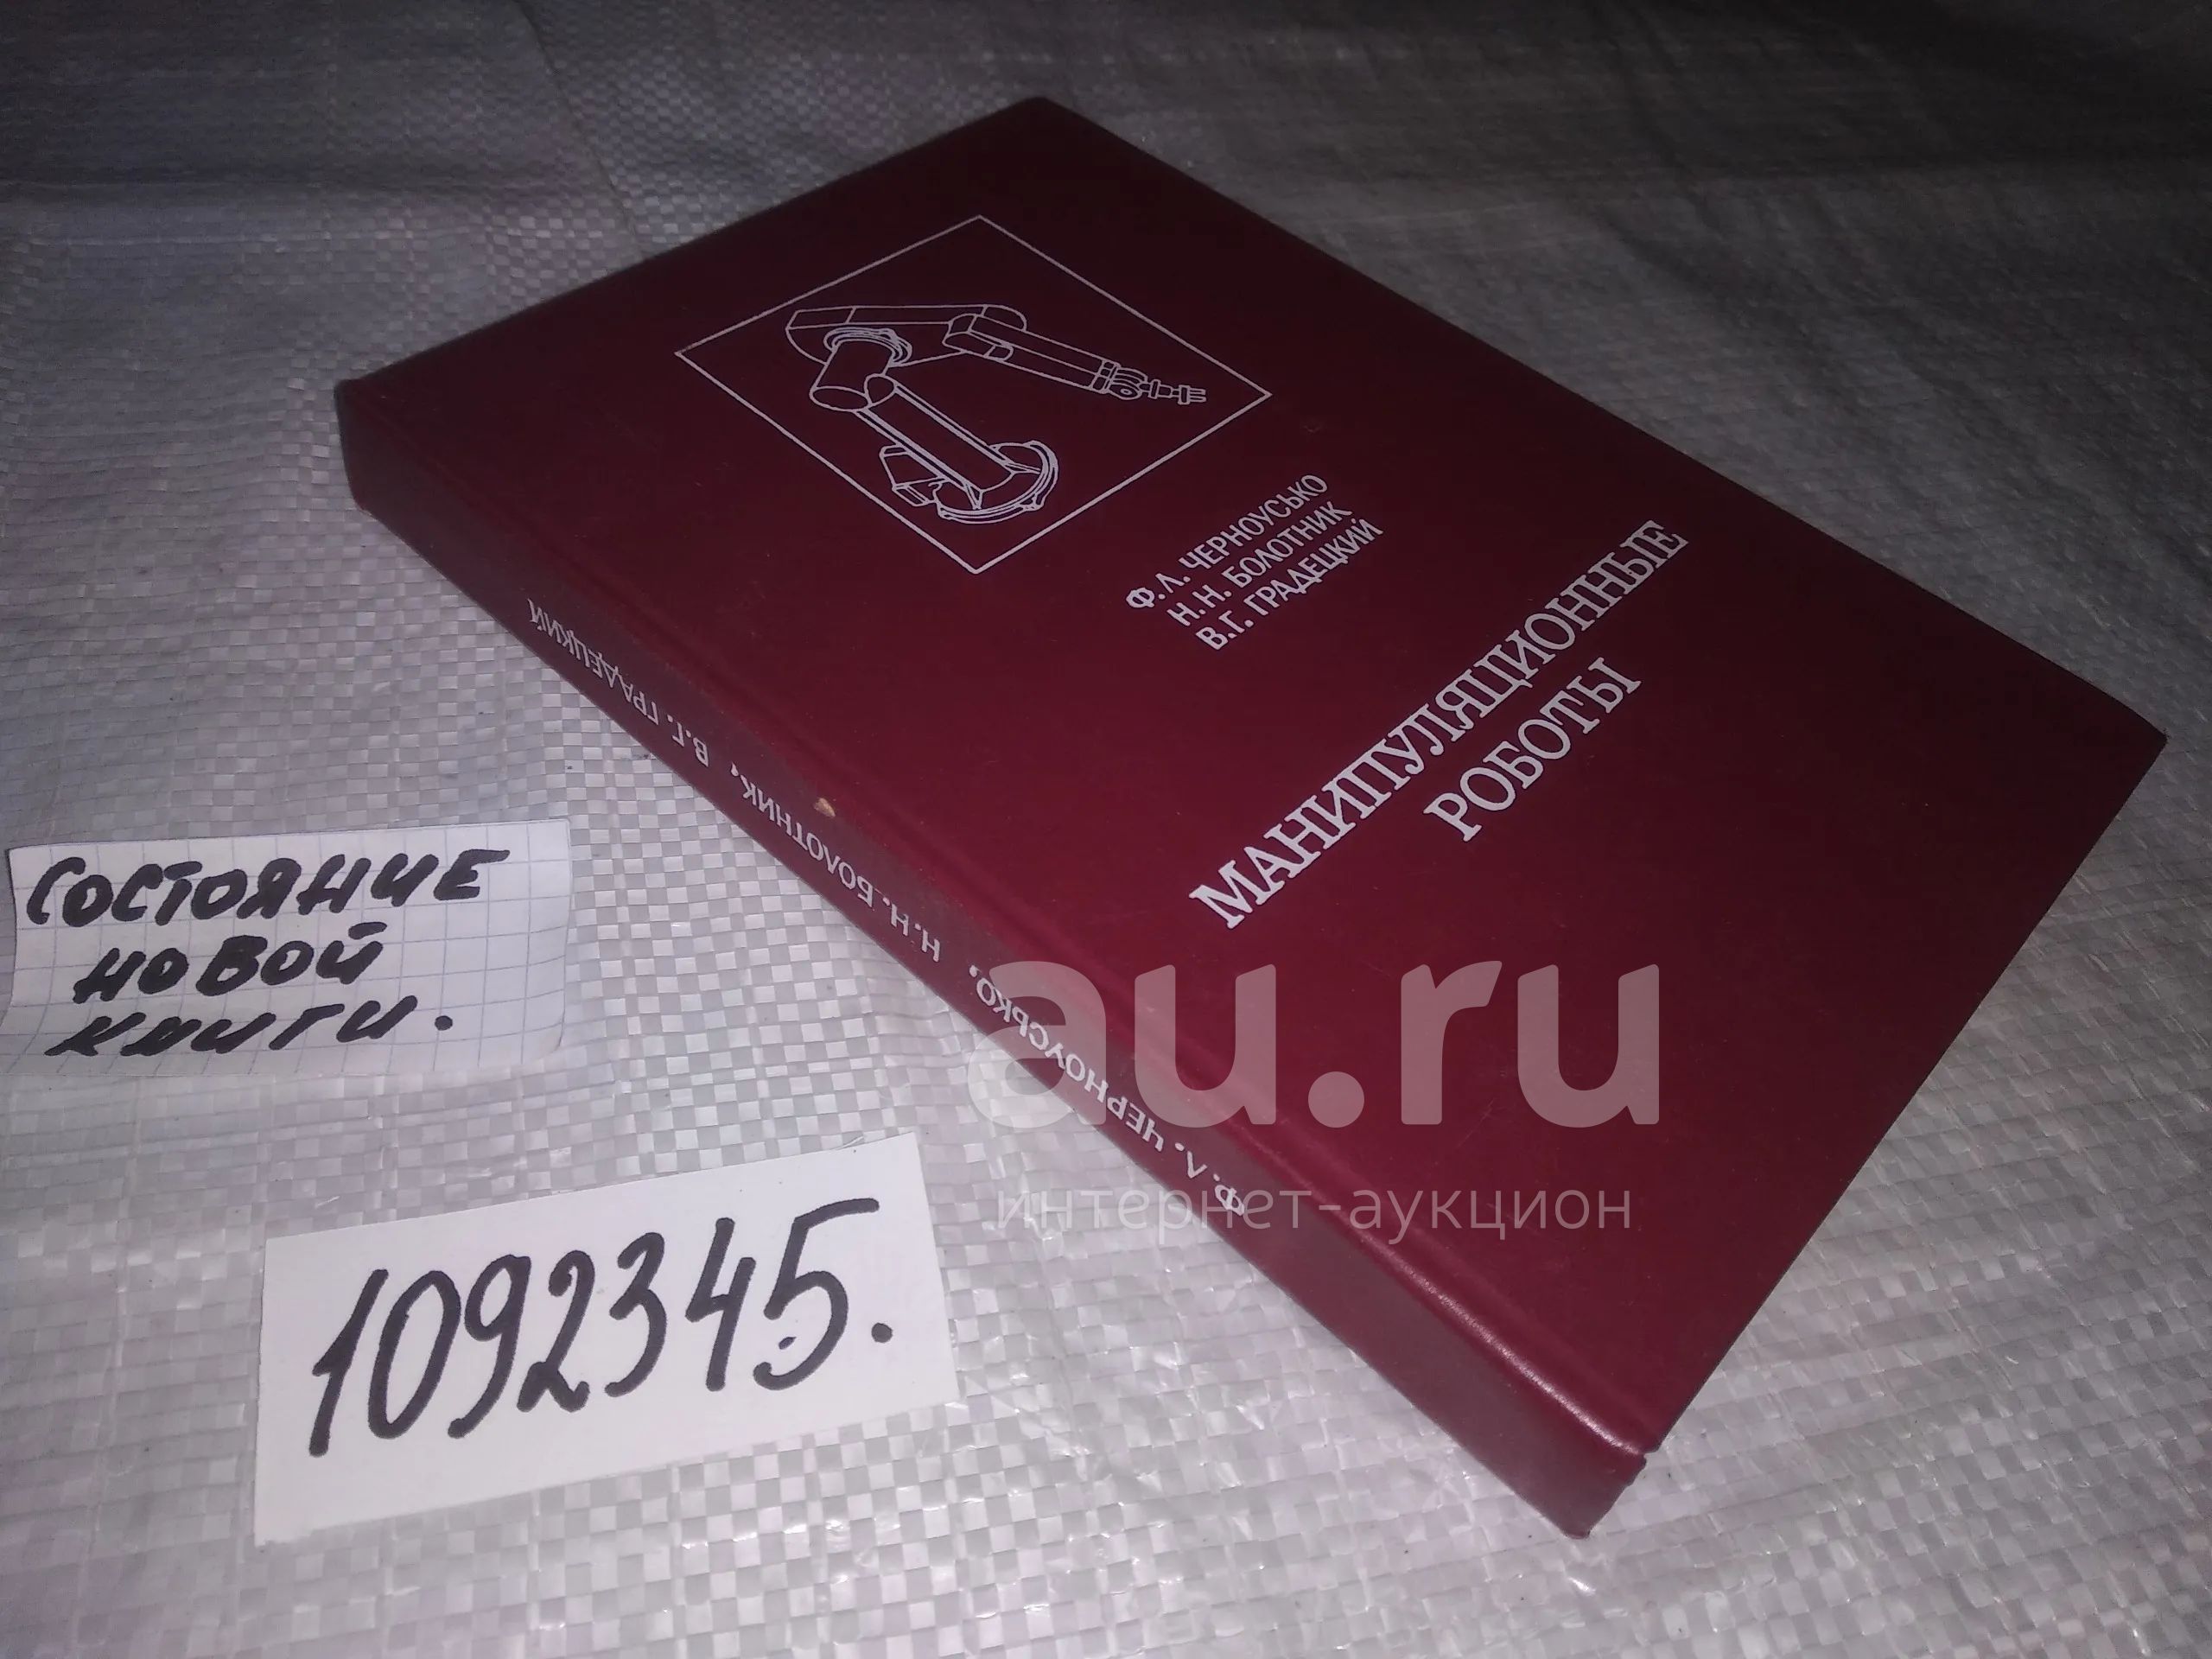 Ф.Л. ЧЕРНОУСЬКО
Н.Н. БОЛОТНИК
В.Г. ГРАДЕЦКИЙ
МАНИПУЛЯЦИОННЫЕ
РОБОТЫ
Ф.Л. ЧЕРНОУСЬКО, Н.Н. БОЛОТНИК, В.Г. ГРАДЕЦКИЙ
СОСТОЯНИЕ
НОВОЙ
КНИГИ.
1092345.
au.ru
интернет-аукцион